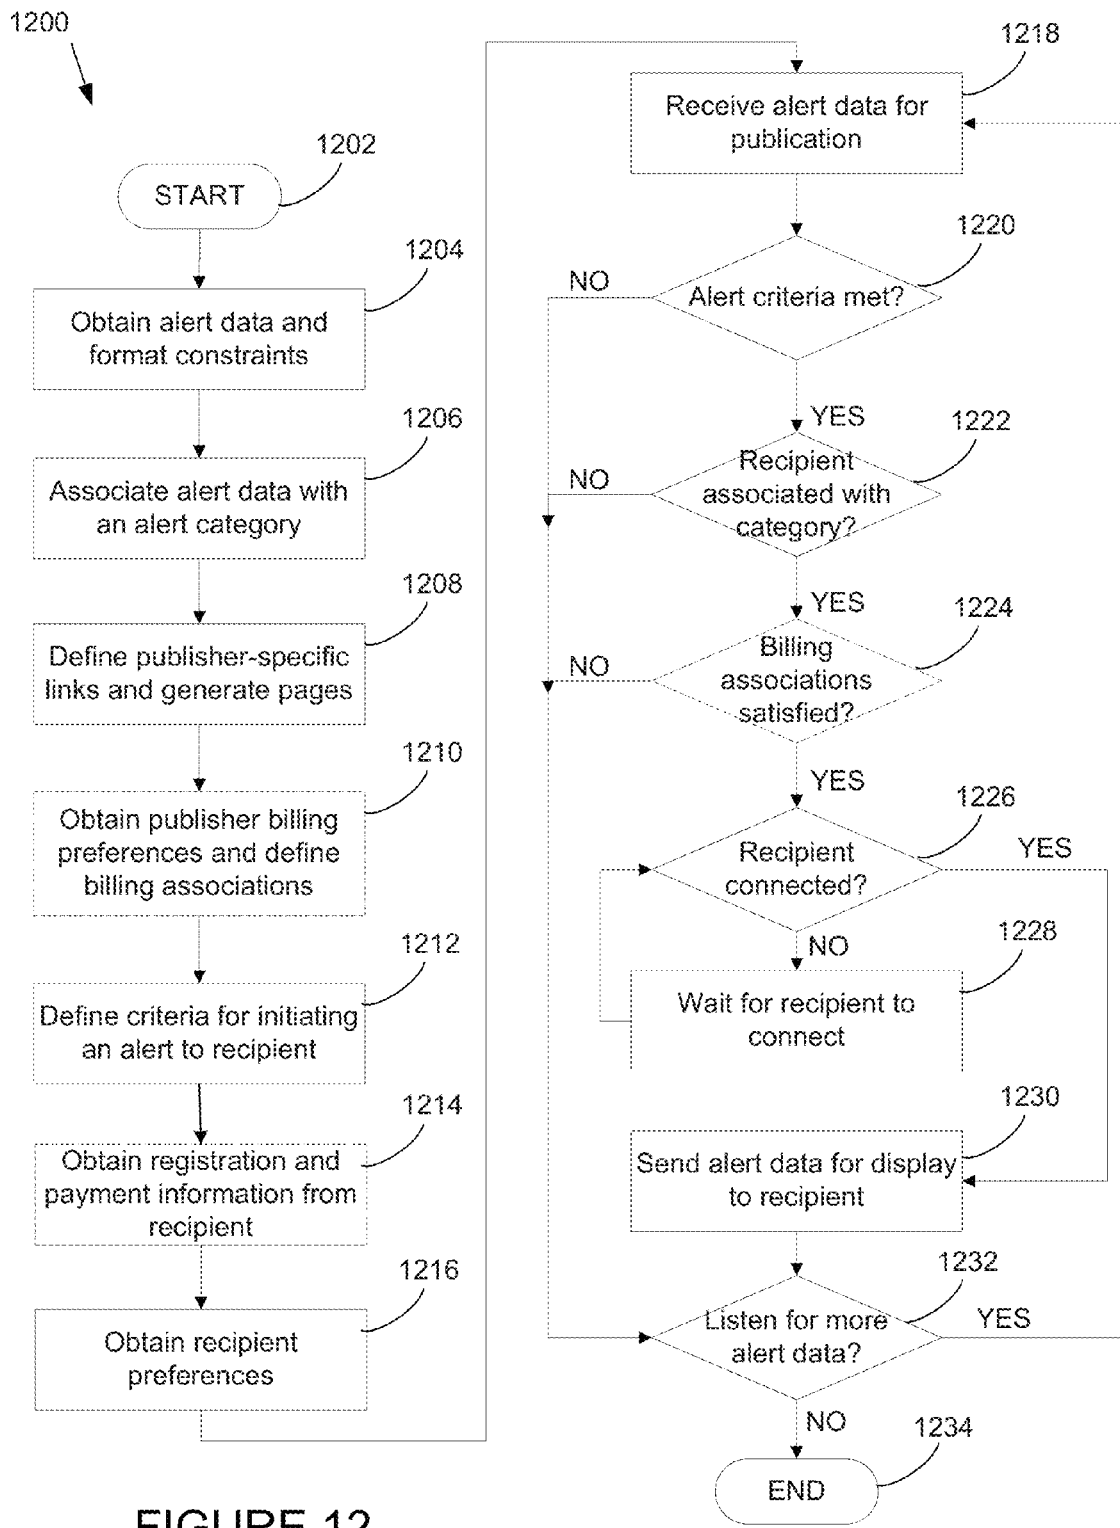 1200
1202
START
1204
Obtain alert data and
format constraints
1206
Associate alert data with
an alert category
1208
Define publisher-specific
links and generate pages
1210
Obtain publisher billing
preferences and define
billing associations
1212
Define criteria for initiating
an alert to recipient
1214
Obtain registration and
payment information from
recipient
1216
Obtain recipient
preferences
1218
Receive alert data for
publication
1220
NO
Alert criteria met?
YES
1222
NO
Recipient
associated with
category?
YES
1224
NO
Billing
associations
satisfied?
YES
1226
Recipient
connected?
YES
NO
1228
Wait for recipient to
connect
1230
Send alert data for display
to recipient
1232
Listen for more
alert data?
YES
NO
1234
END
FIGURE 12